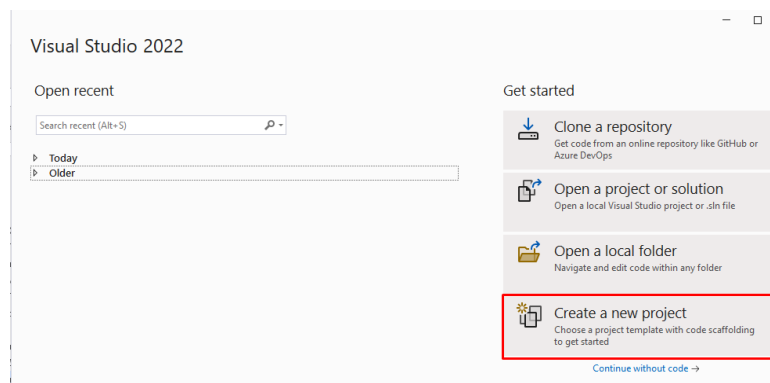 Visual Studio 2022
Open recent
Search recent (Alt+S)
Today
Older
Get started
Clone a repository
Get code from an online repository like GitHub or
Azure DevOps
Open a project or solution
Open a local Visual Studio project or .sln file
Open a local folder
Navigate and edit code within any folder
Create a new project
Choose a project template with code scaffolding
to get started
Continue without code →